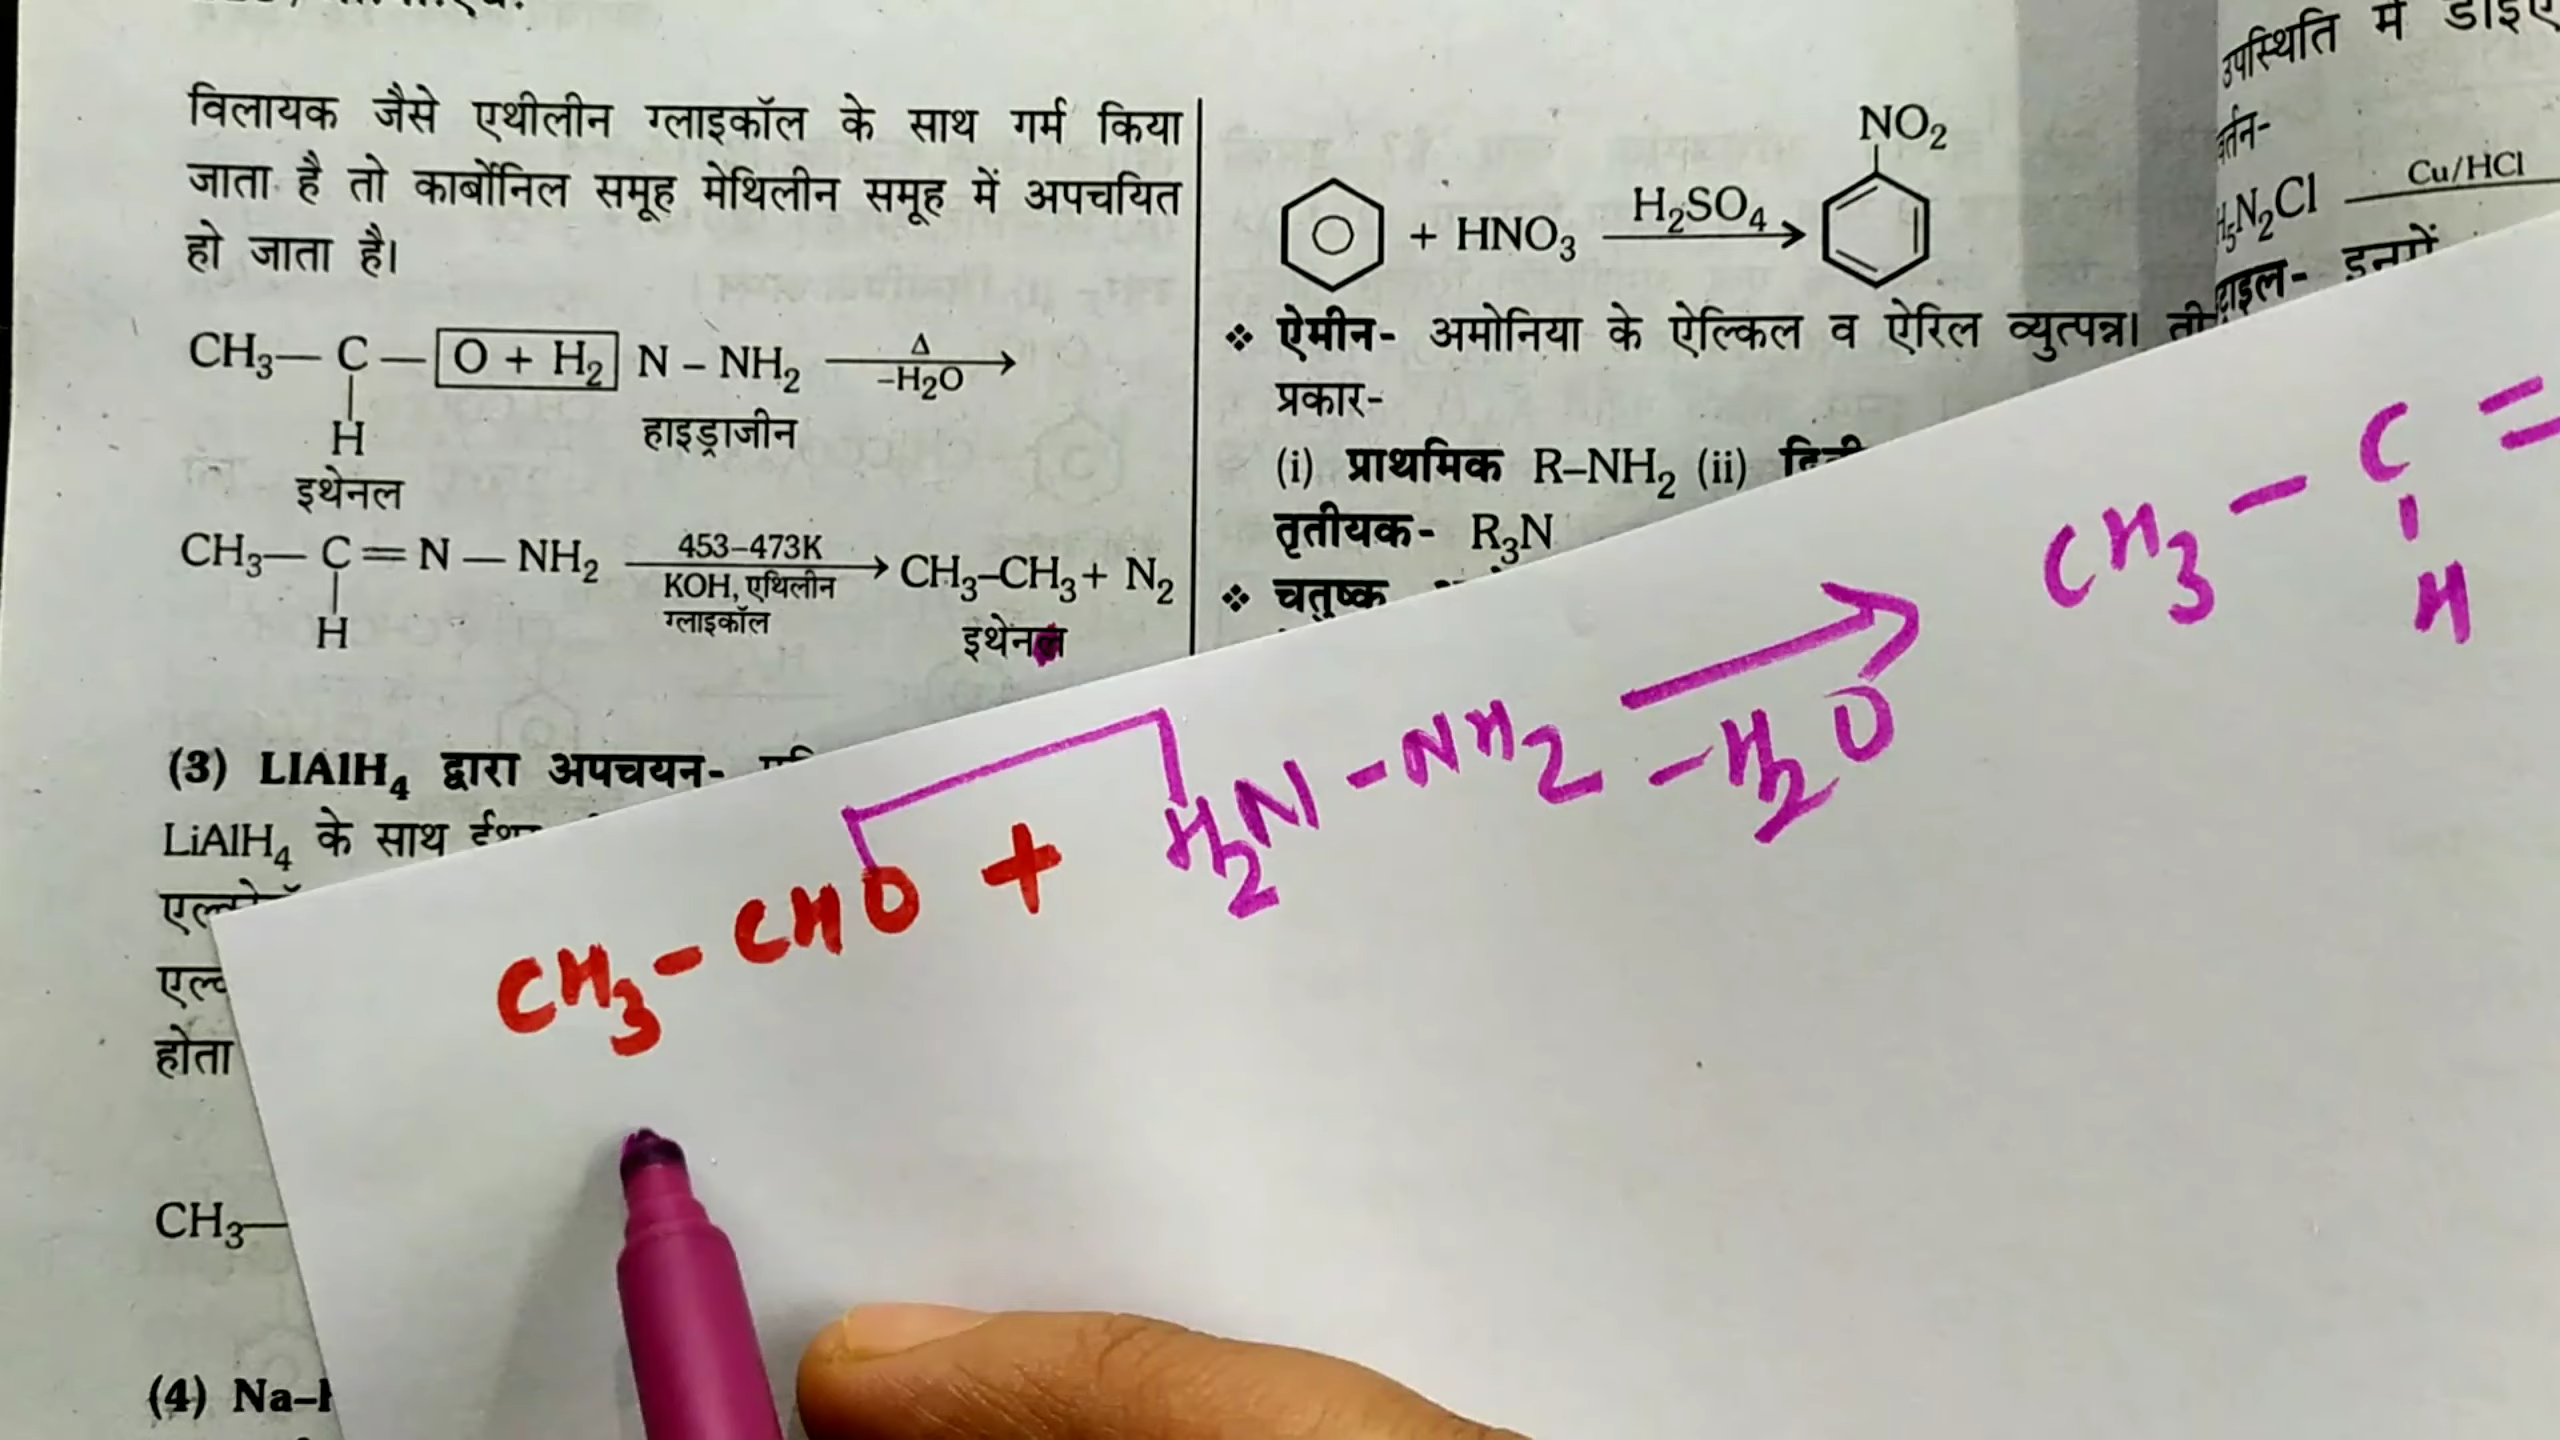 विलायक जैसे एथीलीन ग्लाइकॉल के साथ गर्म किया
जाता है तो कार्बोनिल समूह मेथिलीन समूह में अपचयित
हो जाता है।
CH₃— C — O + H₂ N – NH₂ Δ –H₂O
H
हाइड्राजीन
इथेनल
CH₃— C = N — NH₂ 453–473K KOH, एथिलीन ग्लाइकॉल CH₃–CH₃ + N₂
H
इथेन
(3) LIAlH₄ द्वारा अपचयन-
LiAlH₄ के साथ
होता
CH₃—
(4) Na–
NO₂
+ HNO₃ H₂SO₄
❖ ऐमीन- अमोनिया के ऐल्किल व ऐरिल व्युत्पन्न।
प्रकार-
(i) प्राथमिक R–NH₂ (ii)
तृतीयक- R₃N
❖ चतुष्क
उपस्थिति में
N₂Cl Cu/HCl
CH₃ - CHO + H₂N - NH₂ → -H₂O CH₃ - C =
H